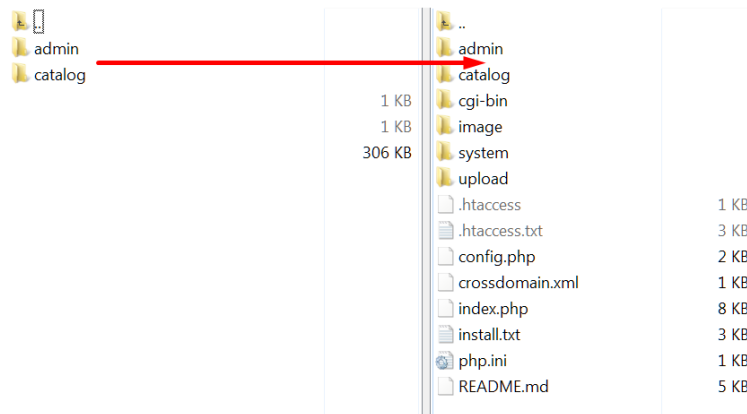 ..
admin
catalog
1 KB
1 KB
306 KB
..
admin
catalog
cgi-bin
image
system
upload
.htaccess 1 KB
.htaccess.txt 3 KB
config.php 2 KB
crossdomain.xml 1 KB
index.php 8 KB
install.txt 3 KB
php.ini 1 KB
README.md 5 KB